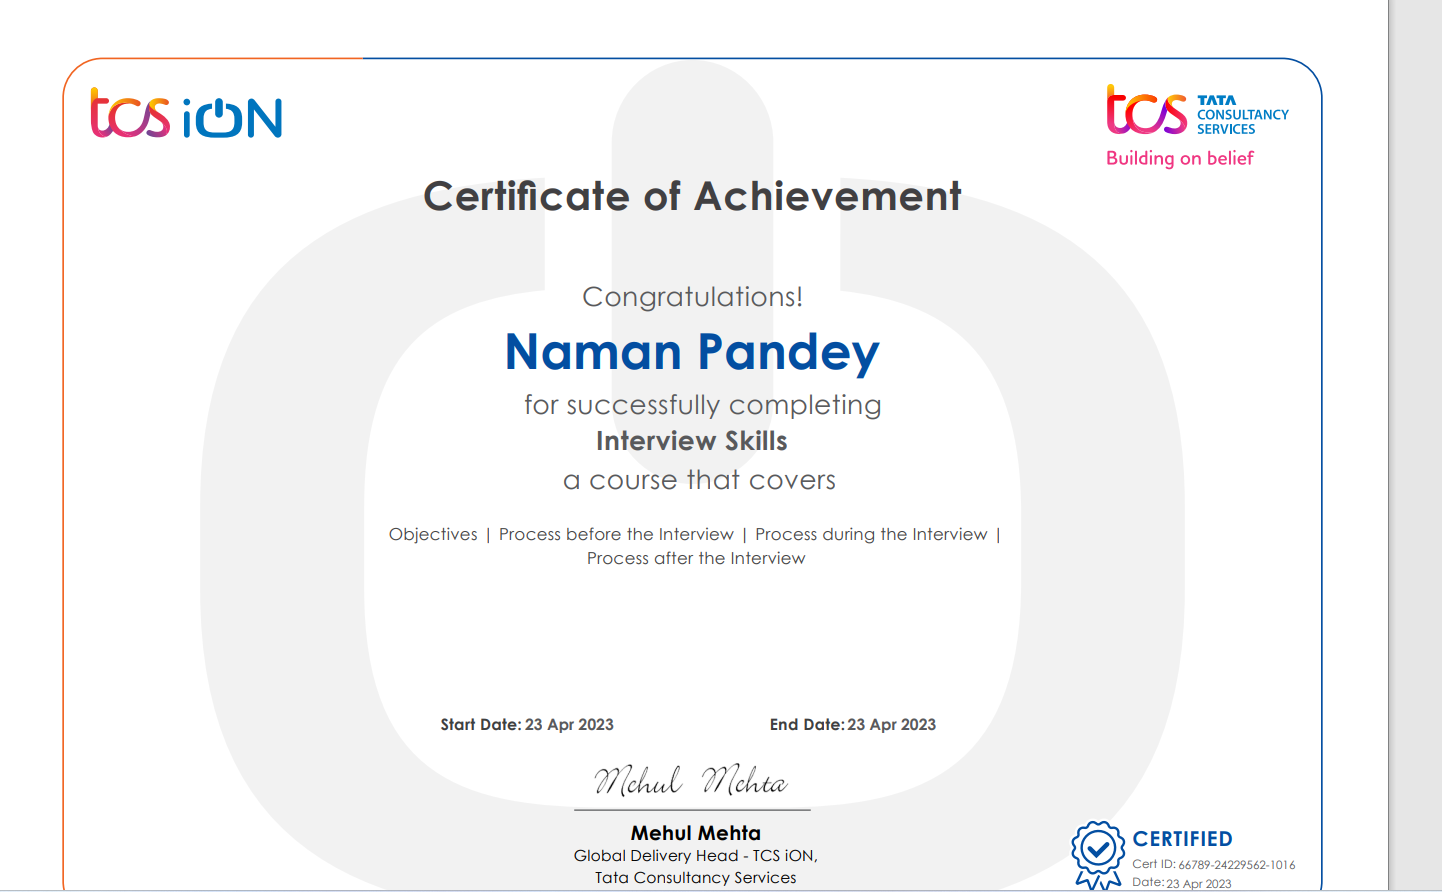 tcs iON
tcs TATA
CONSULTANCY
SERVICES
Building on belief
Certificate of Achievement
Congratulations!
Naman Pandey
for successfully completing
Interview Skills
a course that covers
Objectives | Process before the Interview | Process during the Interview |
Process after the Interview
Start Date: 23 Apr 2023 End Date: 23 Apr 2023
Mehul Mehta
Mehul Mehta
Global Delivery Head - TCS iON,
Tata Consultancy Services
CERTIFIED
Cert ID: 66789-24229562-1016
Date: 23 Apr 2023